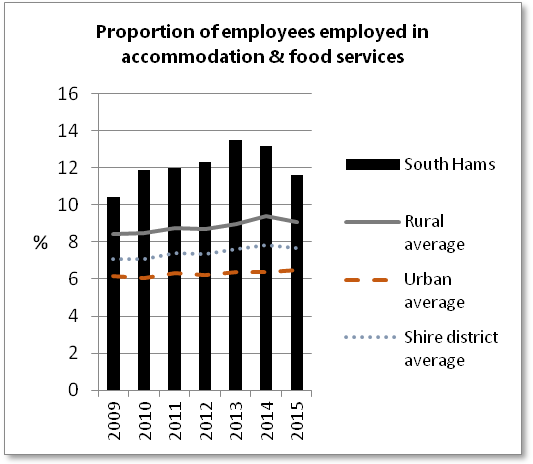 Proportion of employees employed in
accommodation & food services
16
14
12
10
8
6
4
2
0
%
2009
2010
2011
2012
2013
2014
2015
South Hams
Rural
average
Urban
average
Shire district
average